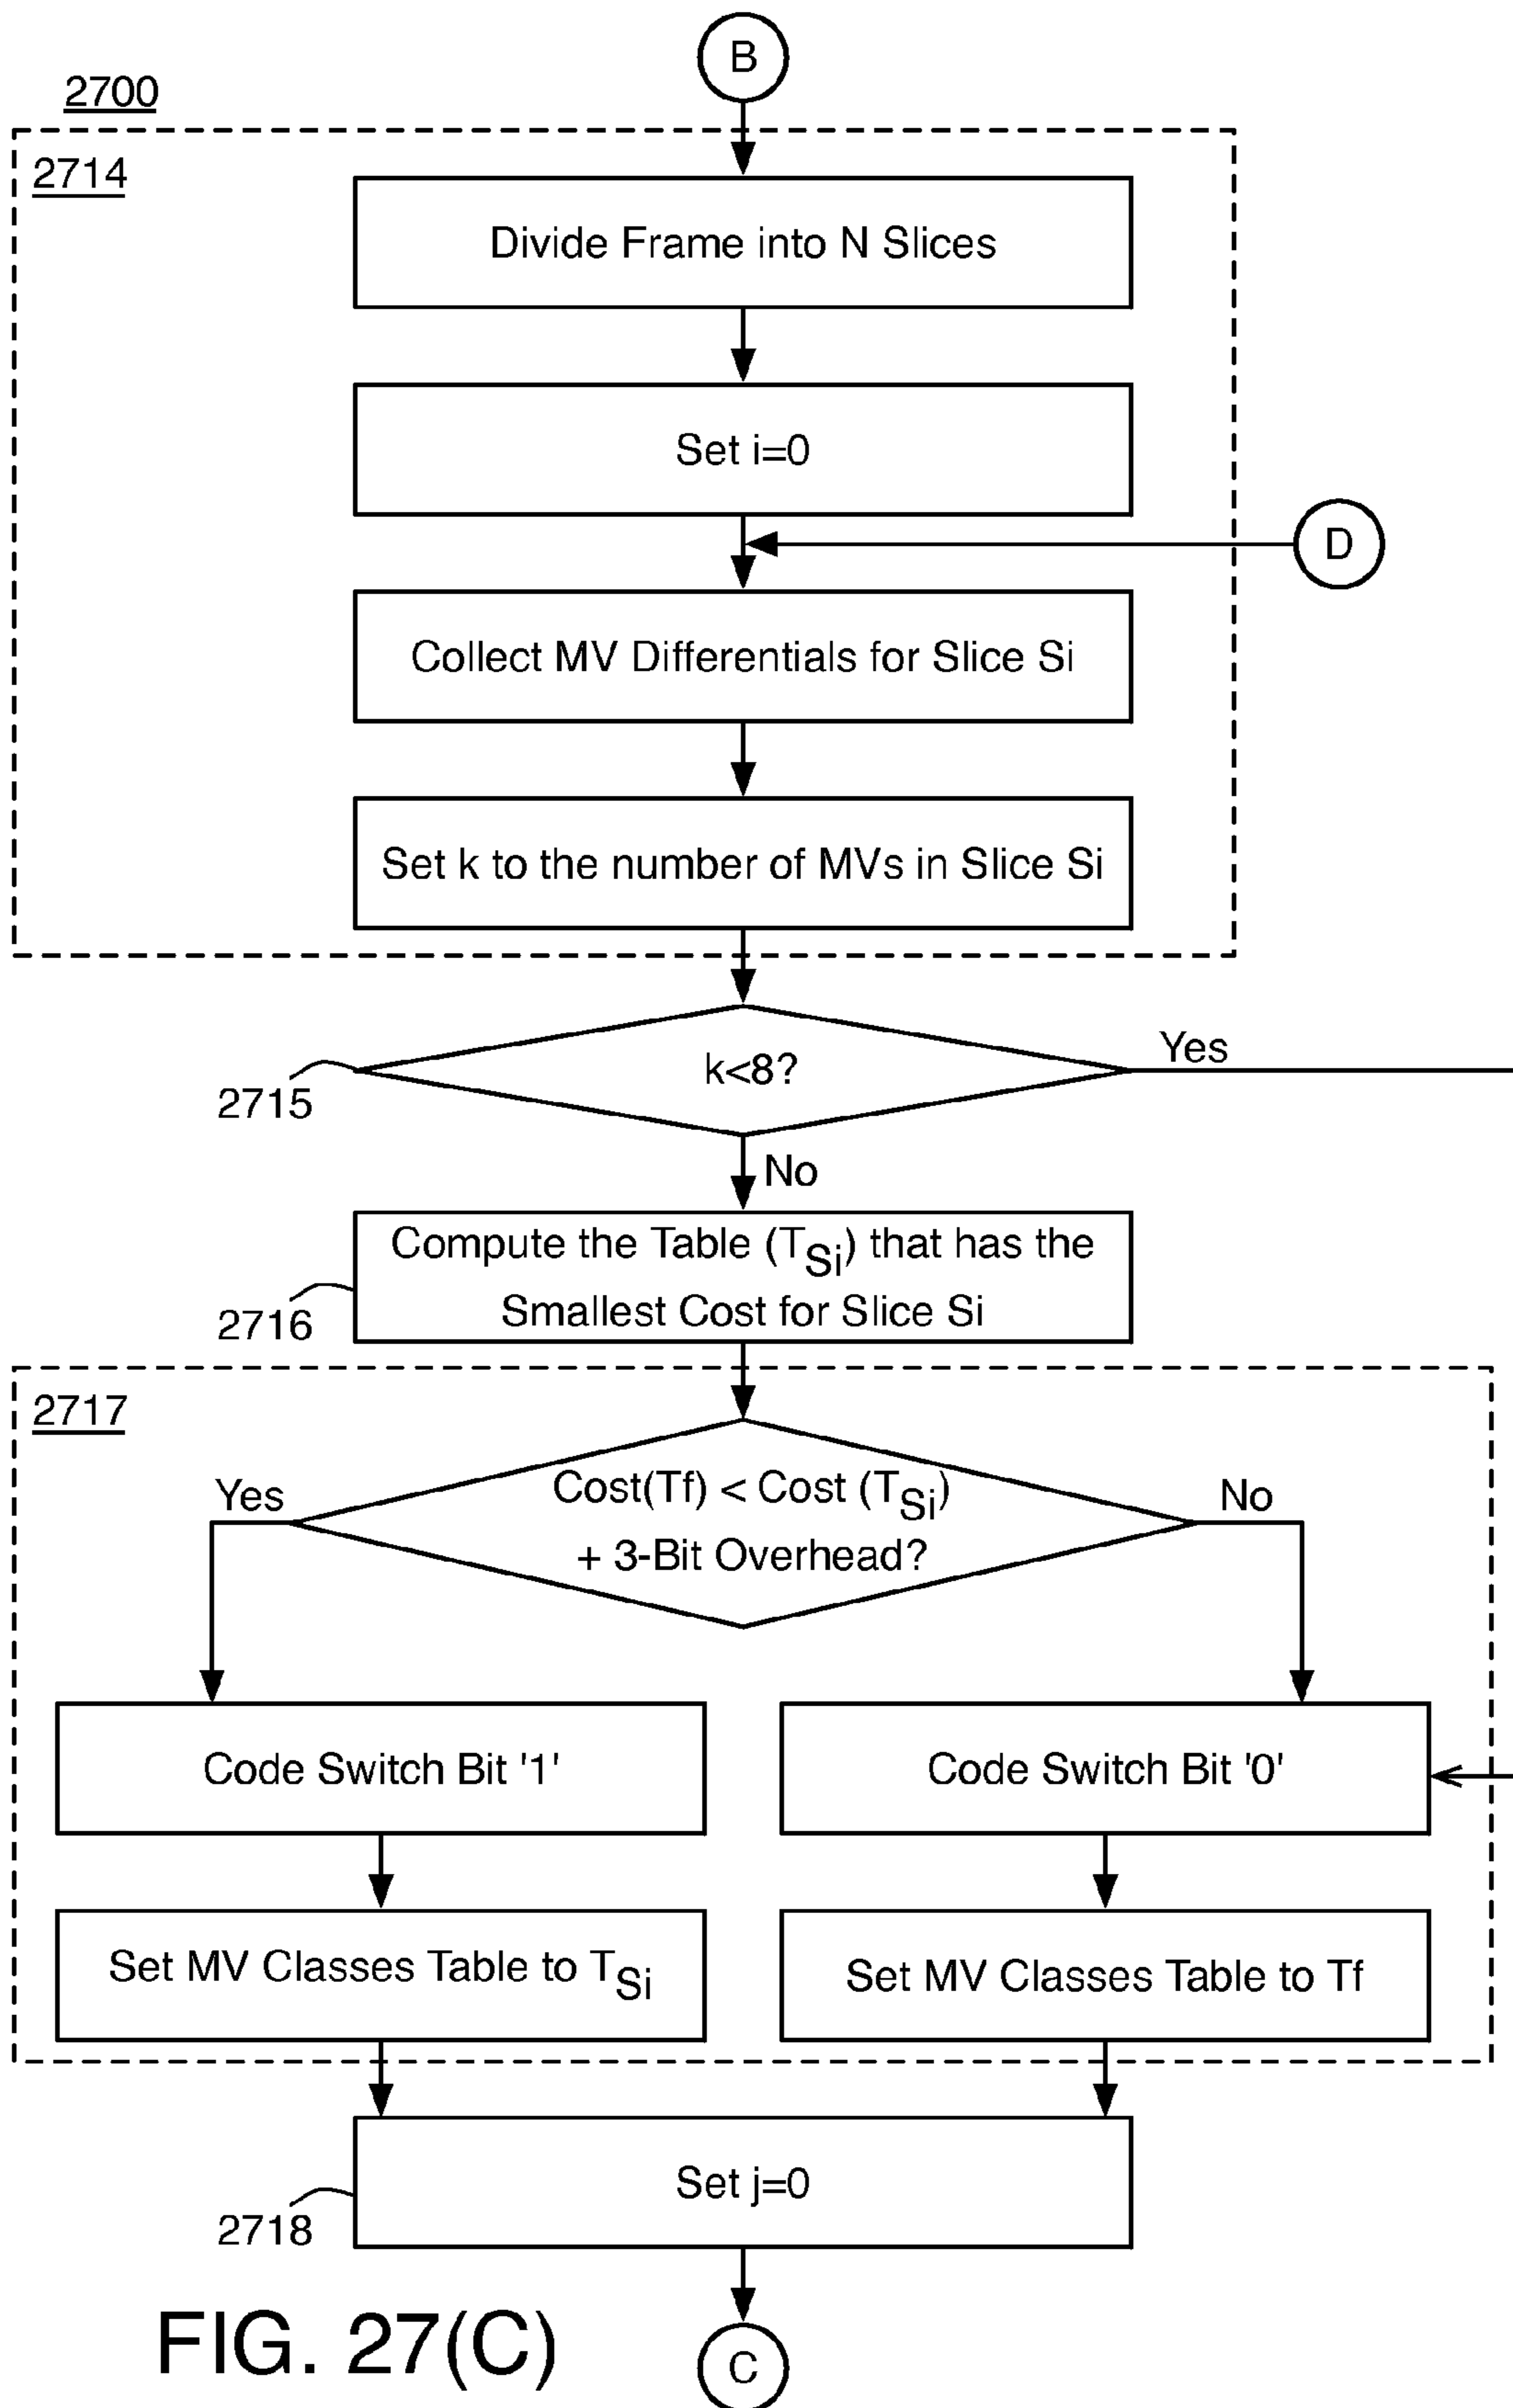 B
2700
2714
Divide Frame into N Slices
Set i=0
D
Collect MV Differentials for Slice Si
Set k to the number of MVs in Slice Si
k<8?
Yes
2715
No
Compute the Table (TSi) that has the
Smallest Cost for Slice Si
2716
2717
Cost(Tf) < Cost (TSi)
+ 3-Bit Overhead?
Yes
No
Code Switch Bit '1'
Code Switch Bit '0'
Set MV Classes Table to TSi
Set MV Classes Table to Tf
Set j=0
2718
FIG. 27(C)
C